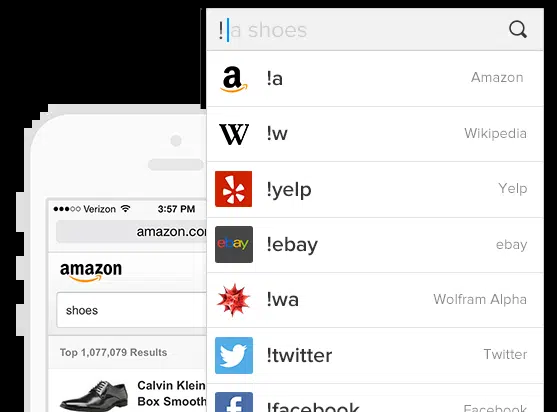 !a shoes
!a
Amazon
!w
Wikipedia
!yelp
Yelp
!ebay
ebay
ebay
!wa
Wolfram Alpha
!twitter
Twitter
!facebook
Facebook
Verizon 3:57 PM
amazon.co
amazon
shoes
Top 1,077,079 Results
Calvin Klein
Box Smooth